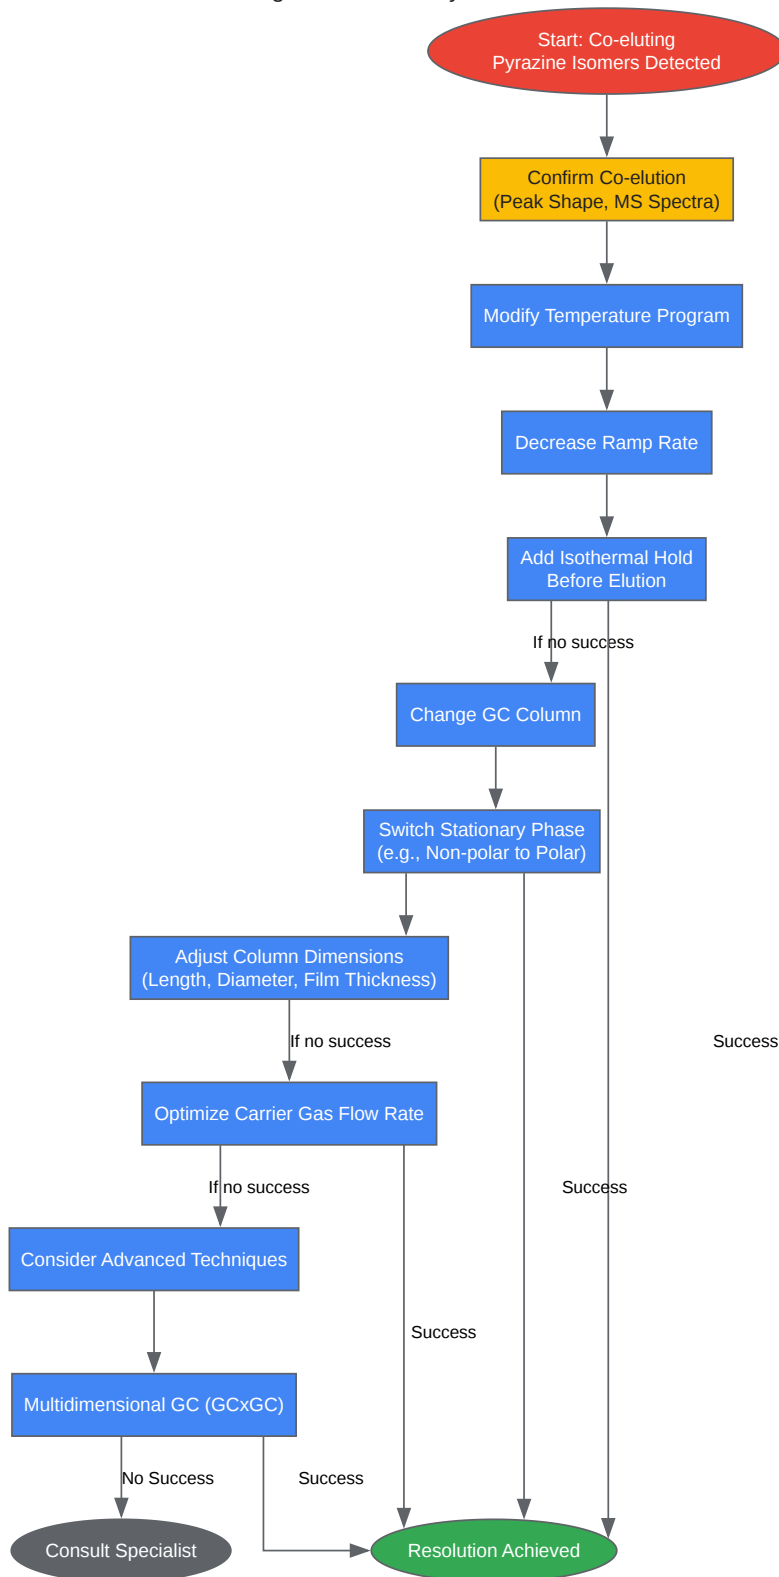 Start: Co-eluting
Pyrazine Isomers Detected
Confirm Co-elution
(Peak Shape, MS Spectra)
Modify Temperature Program
Decrease Ramp Rate
Add Isothermal Hold
Before Elution
If no success
Change GC Column
Switch Stationary Phase
(e.g., Non-polar to Polar)
Adjust Column Dimensions
(Length, Diameter, Film Thickness)
If no success
Success
Optimize Carrier Gas Flow Rate
If no success
Success
Consider Advanced Techniques
Success
Multidimensional GC (GCxGC)
No Success
Success
Consult Specialist
Resolution Achieved